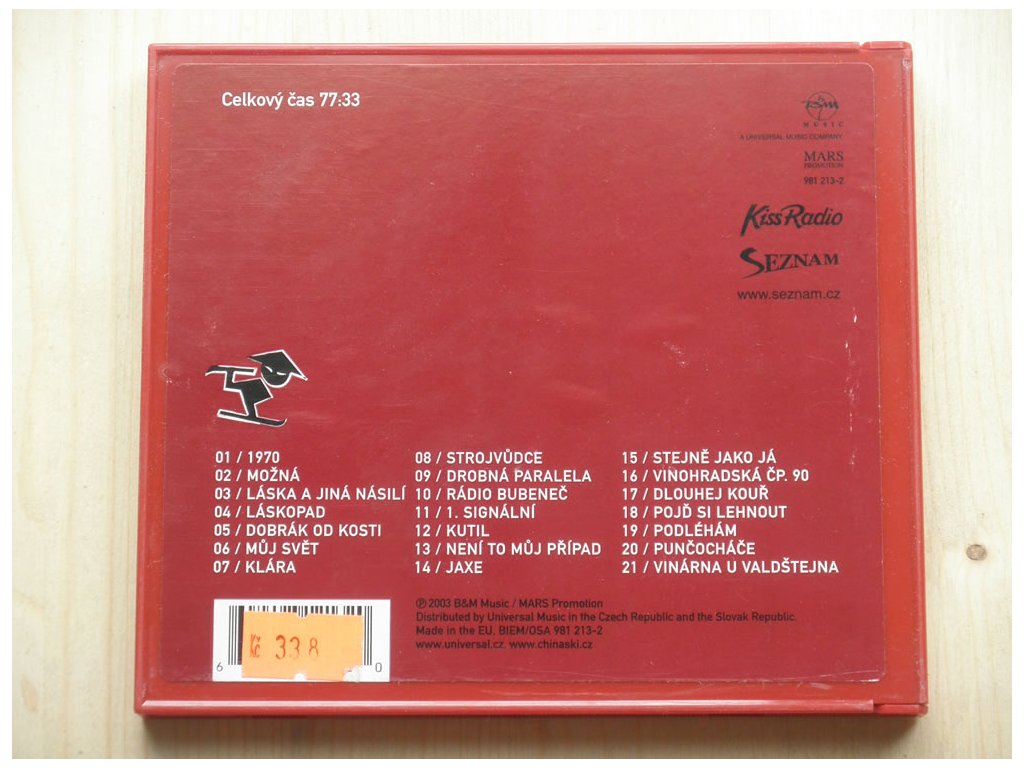 Celkový čas 77:33
B&M
MUSIC
A UNIVERSAL MUSIC COMPANY
MARS
PROMOTION
981 213-2
Kiss Radio
SEZNAM
www.seznam.cz
01 / 1970
02 / MOŽNÁ
03 / LÁSKA A JINÁ NÁSILÍ
04 / LÁSKOPAD
05 / DOBRÁK OD KOSTI
06 / MŮJ SVĚT
07 / KLÁRA
08 / STROJVŮDCE
09 / DROBNÁ PARALELA
10 / RÁDIO BUBENEČ
11 / 1. SIGNÁLNÍ
12 / KUTIL
13 / NENÍ TO MŮJ PŘÍPAD
14 / JAXE
15 / STEJNĚ JAKO JÁ
16 / VINOHRADSKÁ ČP. 90
17 / DLOUHEJ KOUŘ
18 / POJĎ SI LEHNOUT
19 / PODLÉHÁM
20 / PUNČOCHÁČE
21 / VINÁRNA U VALDŠTEJNA
Kč 338
6 0
℗ 2003 B&M Music / MARS Promotion
Distributed by Universal Music in the Czech Republic and the Slovak Republic.
Made in the EU. BIEM/OSA 981 213-2
www.universal.cz. www.chinaski.cz